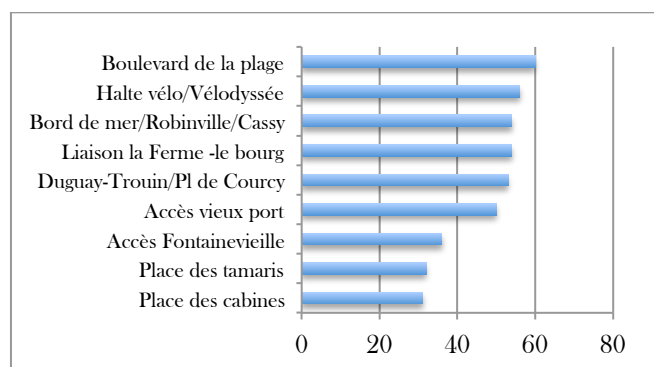 Boulevard de la plage
Halte vélo/Vélodyssée
Bord de mer/Robinville/Cassy
Liaison la Ferme -le bourg
Duguay-Trouin/Pl de Courcy
Accès vieux port
Accès Fontainevieille
Place des tamaris
Place des cabines
0 20 40 60 80